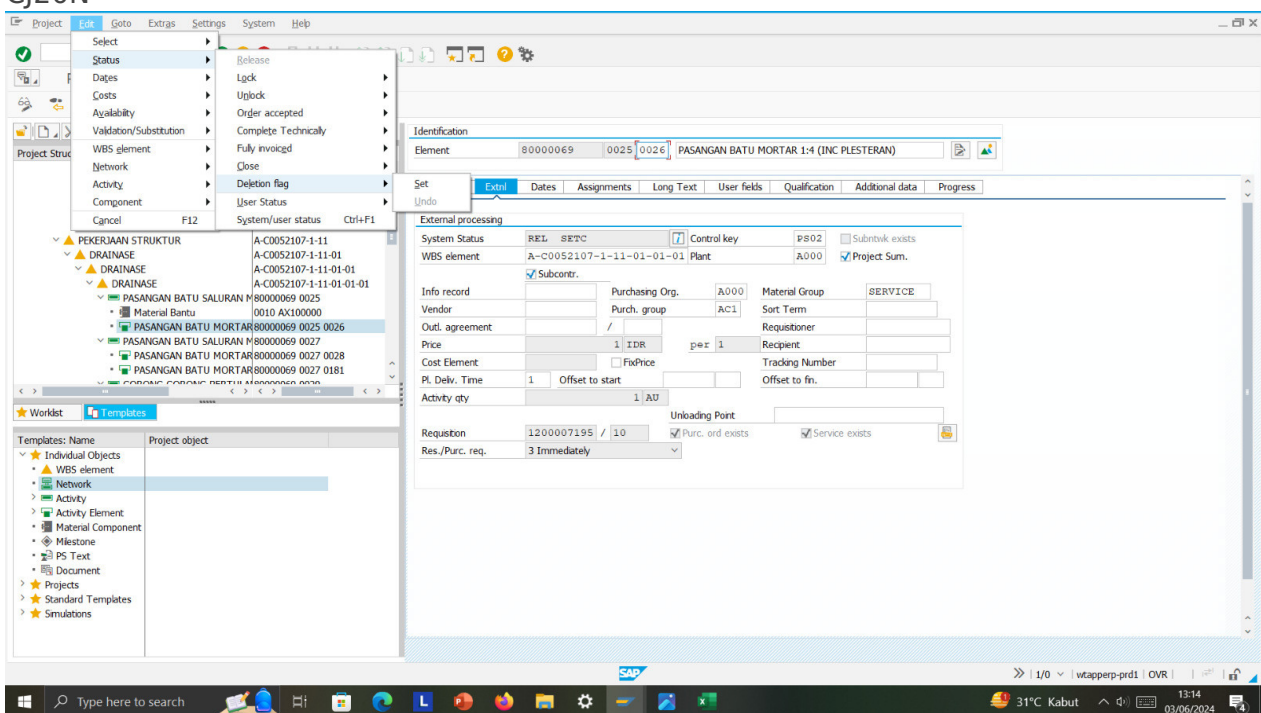 Cj20N
Project Edit Goto Extras Settings System Help
Select
Status
Dates
Costs
Availability
Validation/Substitution
WBS element
Network
Activity
Component
Cancel F12
Release
Lock
Unlock
Order accepted
Complete Technically
Fully invoiced
Close
Deletion flag
User Status
System/user status Ctrl+F1
Set
Undo
Project Struc
PEKERJAAN STRUKTUR A-C0052107-1-11
DRAINASE A-C0052107-1-11-01
DRAINASE A-C0052107-1-11-01-01
DRAINASE A-C0052107-1-11-01-01-01
PASANGAN BATU SALURAN M 80000069 0025
Material Bantu 0010 AX100000
PASANGAN BATU MORTAR 80000069 0025 0026
PASANGAN BATU SALURAN M 80000069 0027
PASANGAN BATU MORTAR 80000069 0027 0028
PASANGAN BATU MORTAR 80000069 0027 0181
Worklist Templates
Templates: Name Project object
Individual Objects
WBS element
Network
Activity
Activity Element
Material Component
Milestone
PS Text
Document
Projects
Standard Templates
Simulations
Identification
Element 80000069 0025 0026 PASANGAN BATU MORTAR 1:4 (INC PLESTERAN)
Extnl Dates Assignments Long Text User fields Qualification Additional data Progress
External processing
System Status REL SETC Control key PS02 Subntwk exists
WBS element A-C0052107-1-11-01-01-01 Plant A000 Project Sum.
Subcontr.
Info record Purchasing Org. A000 Material Group SERVICE
Vendor Purch. group AC1 Sort Term
Outl. agreement / Requisitioner
Price 1 IDR per 1 Recipient
Cost Element FixPrice Tracking Number
Pl. Deliv. Time 1 Offset to start Offset to fin.
Activity qty 1 AU
Unloading Point
Requisition 1200007195 / 10 Purc. ord exists Service exists
Res./Purc. req. 3 Immediately
SAP 1/0 wtapperp-prd1 OVR
Type here to search 31°C Kabut 13:14
03/06/2024